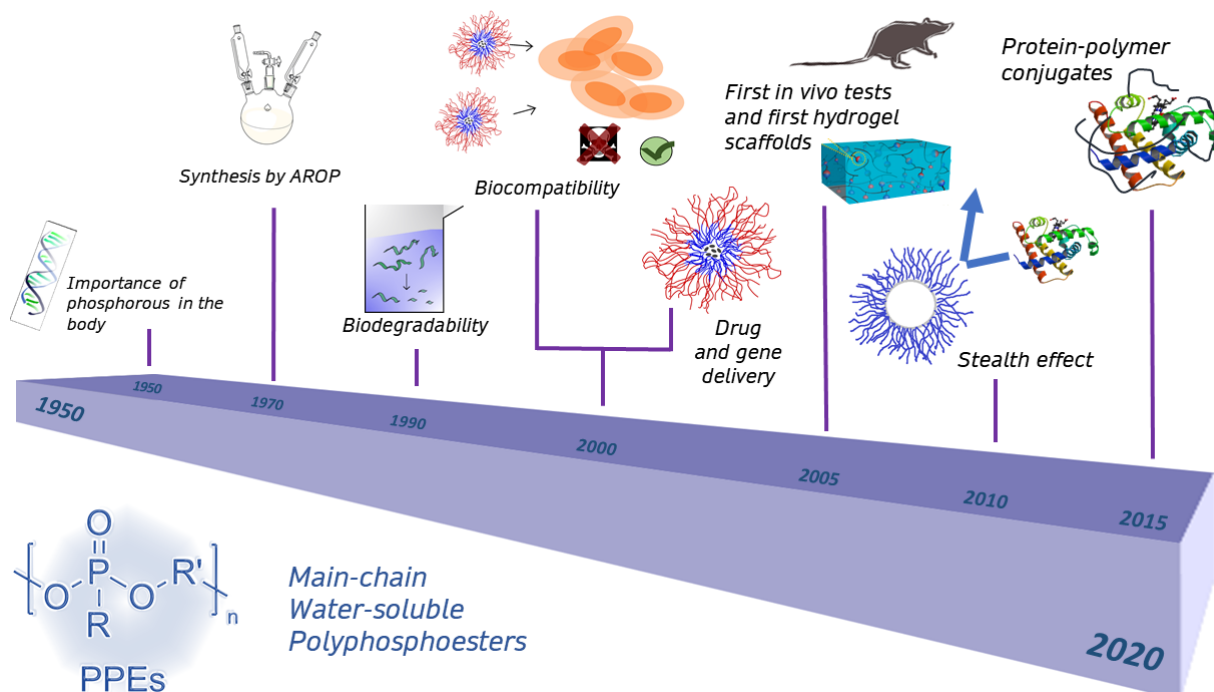 Synthesis by AROP
Importance of
phosphorous in the
body
Biodegradability
Biocompatibility
Drug
and gene
delivery
First in vivo tests
and first hydrogel
scaffolds
Stealth effect
Protein-polymer
conjugates
1950
1950
1970
1990
2000
2005
2010
2015
2020
O
P
O
O
R'
R
n
PPEs
Main-chain
Water-soluble
Polyphosphoesters